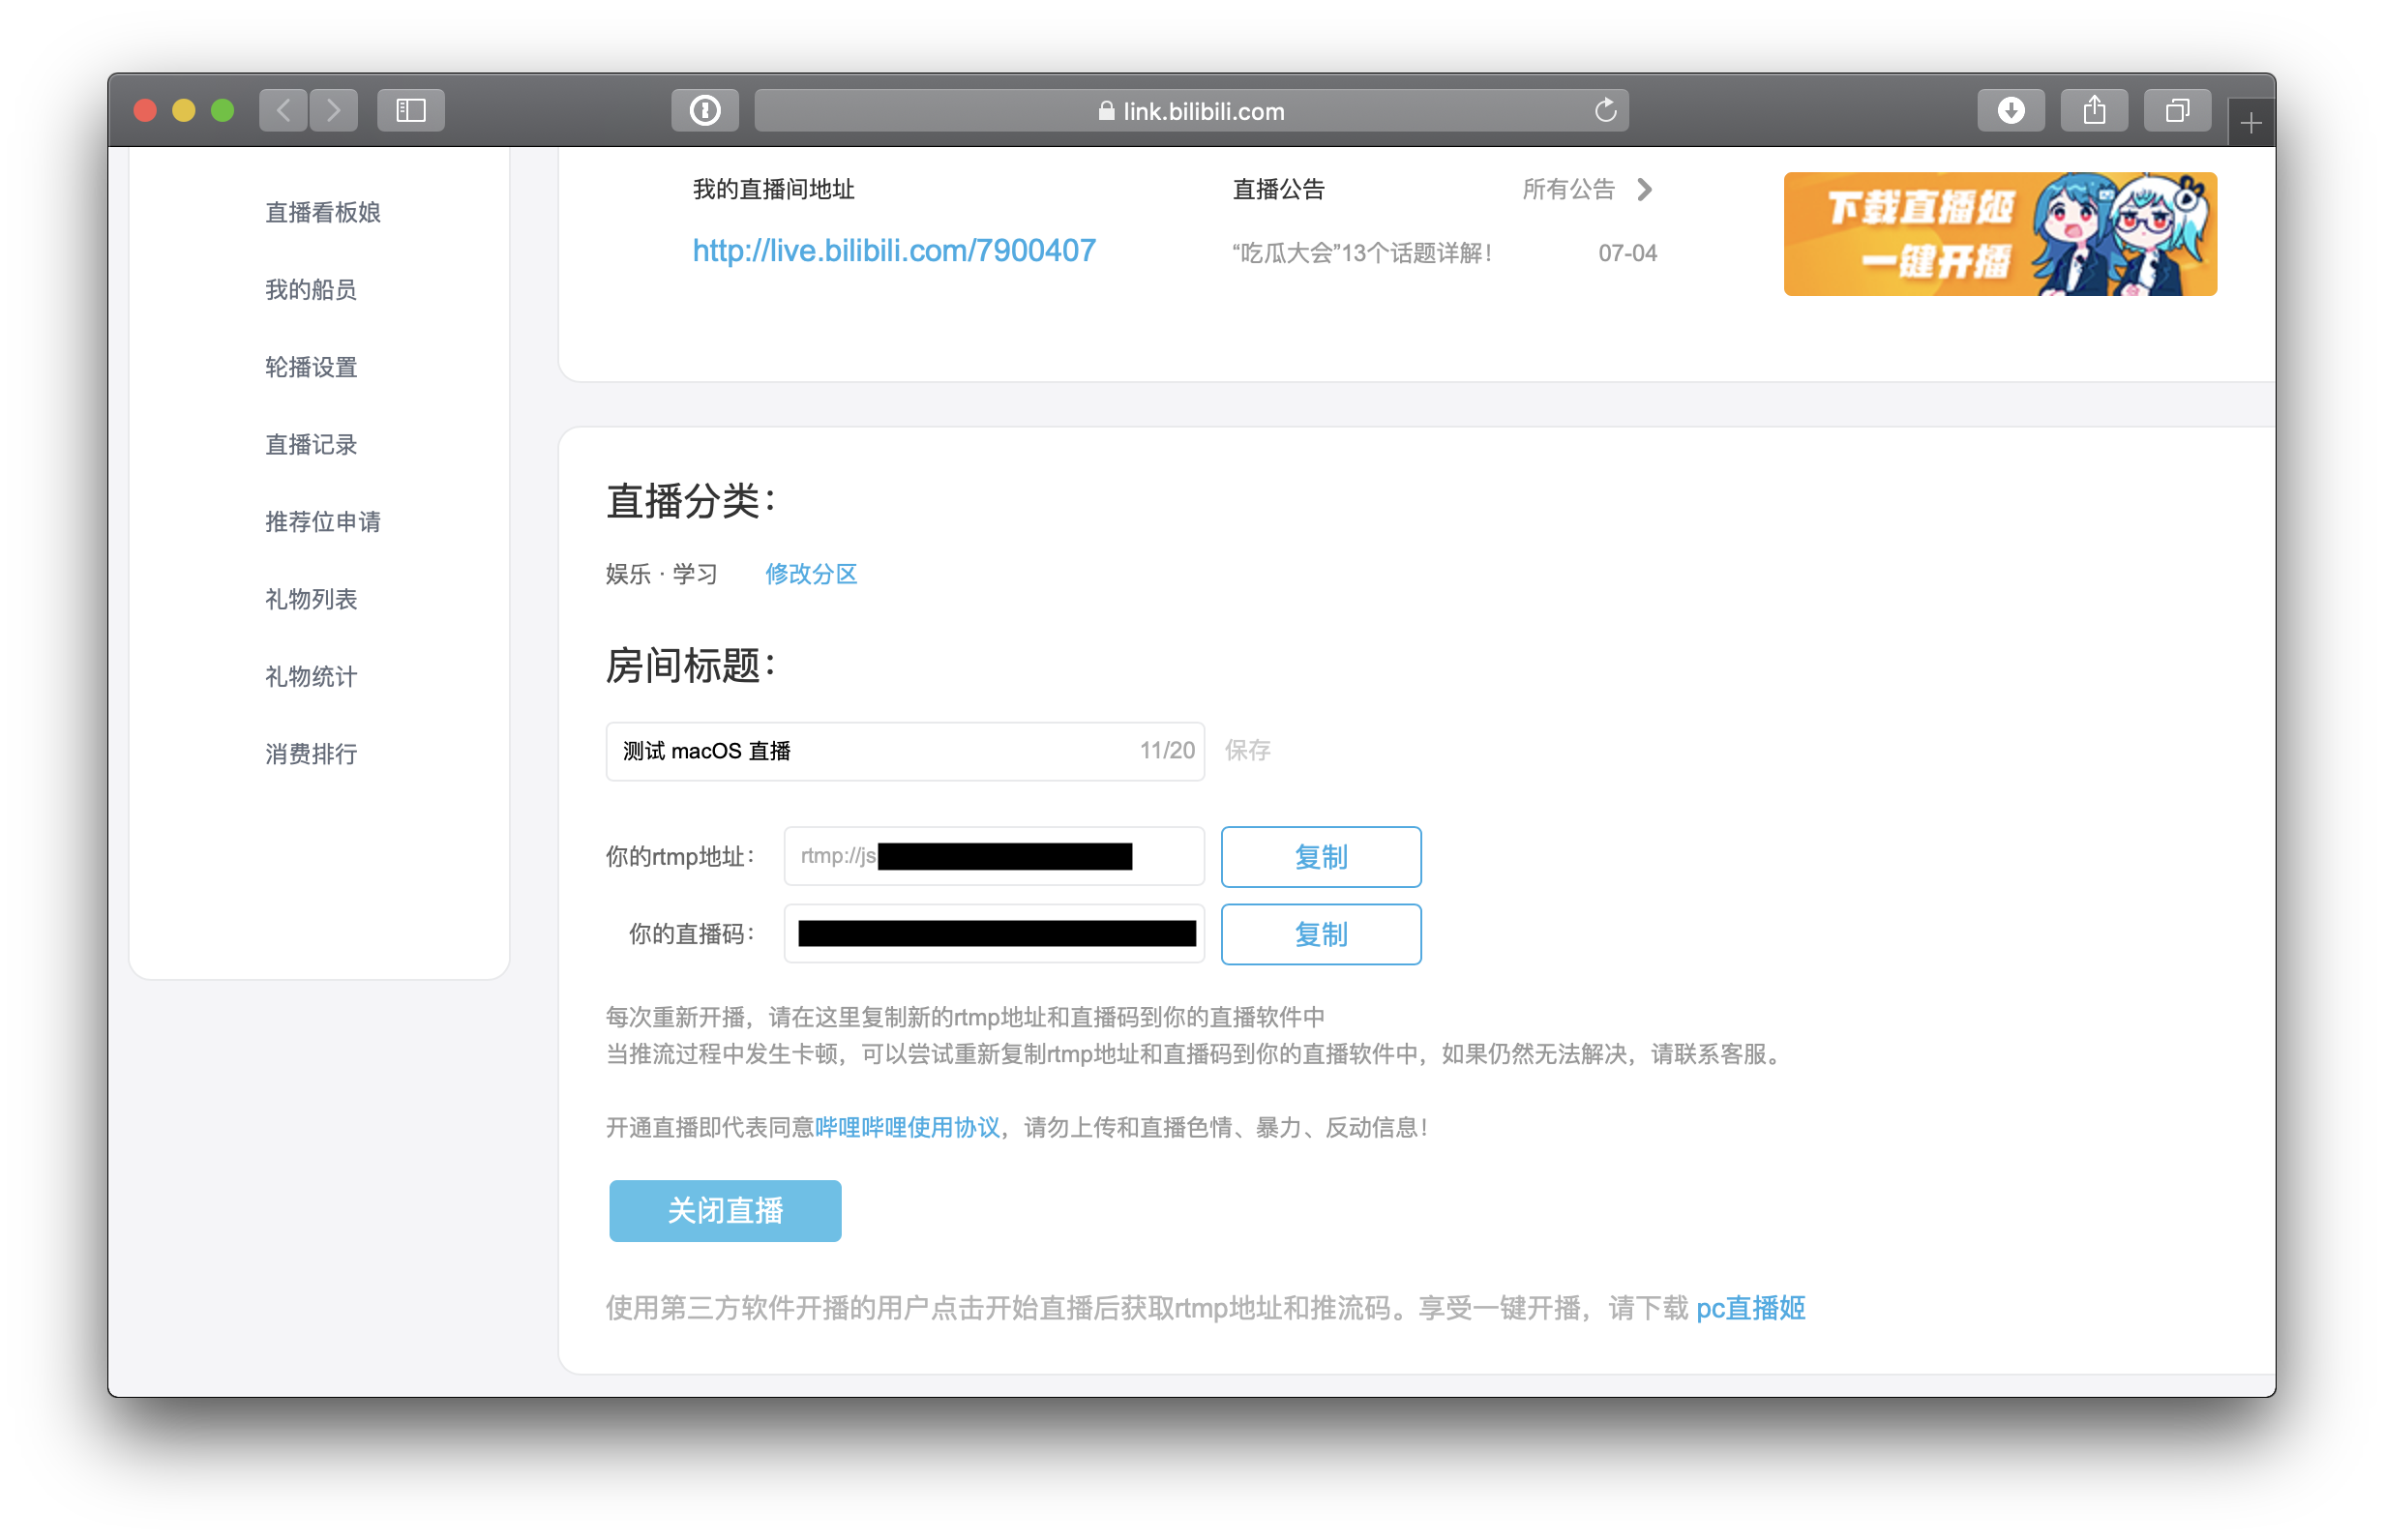 link.bilibili.com
直播看板娘
我的船员
轮播设置
直播记录
推荐位申请
礼物列表
礼物统计
消费排行
我的直播间地址
http://live.bilibili.com/7900407
直播公告
所有公告
“吃瓜大会”13个话题详解！
07-04
下载直播姬
一键开播
直播分类：
娱乐 · 学习 修改分区
房间标题：
测试 macOS 直播 11/20 保存
你的rtmp地址： rtmp://js 复制
你的直播码： 复制
每次重新开播，请在这里复制新的rtmp地址和直播码到你的直播软件中
当推流过程中发生卡顿，可以尝试重新复制rtmp地址和直播码到你的直播软件中，如果仍然无法解决，请联系客服。
开通直播即代表同意哔哩哔哩使用协议，请勿上传和直播色情、暴力、反动信息！
关闭直播
使用第三方软件开播的用户点击开始直播后获取rtmp地址和推流码。享受一键开播，请下载 pc直播姬